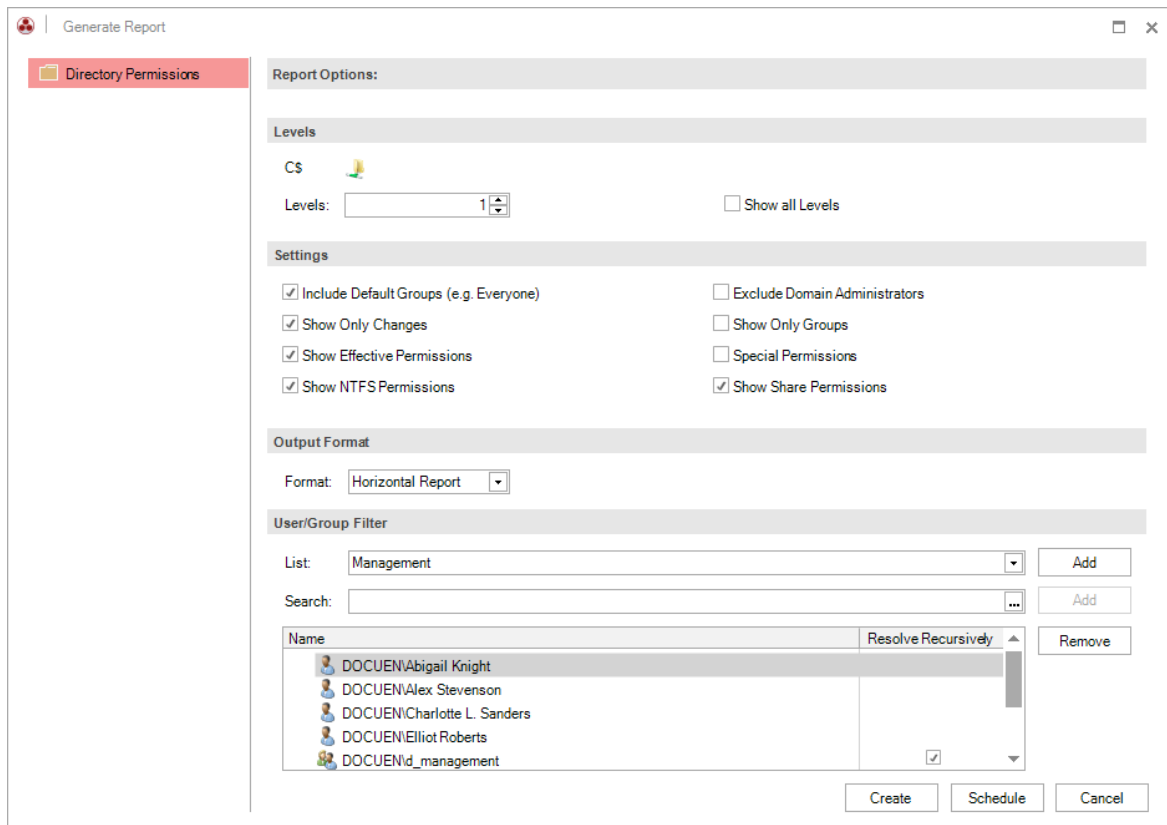 Generate Report
Directory Permissions
Report Options:
Levels
C$
Levels: 1 Show all Levels
Settings
Include Default Groups (e.g. Everyone) Exclude Domain Administrators
Show Only Changes Show Only Groups
Show Effective Permissions Special Permissions
Show NTFS Permissions Show Share Permissions
Output Format
Format: Horizontal Report
User/Group Filter
List: Management Add
Search: ... Add
Name Resolve Recursively Remove
DOCUEN\Abigail Knight
DOCUEN\Alex Stevenson
DOCUEN\Charlotte L. Sanders
DOCUEN\Elliot Roberts
DOCUEN\d_management
Create Schedule Cancel